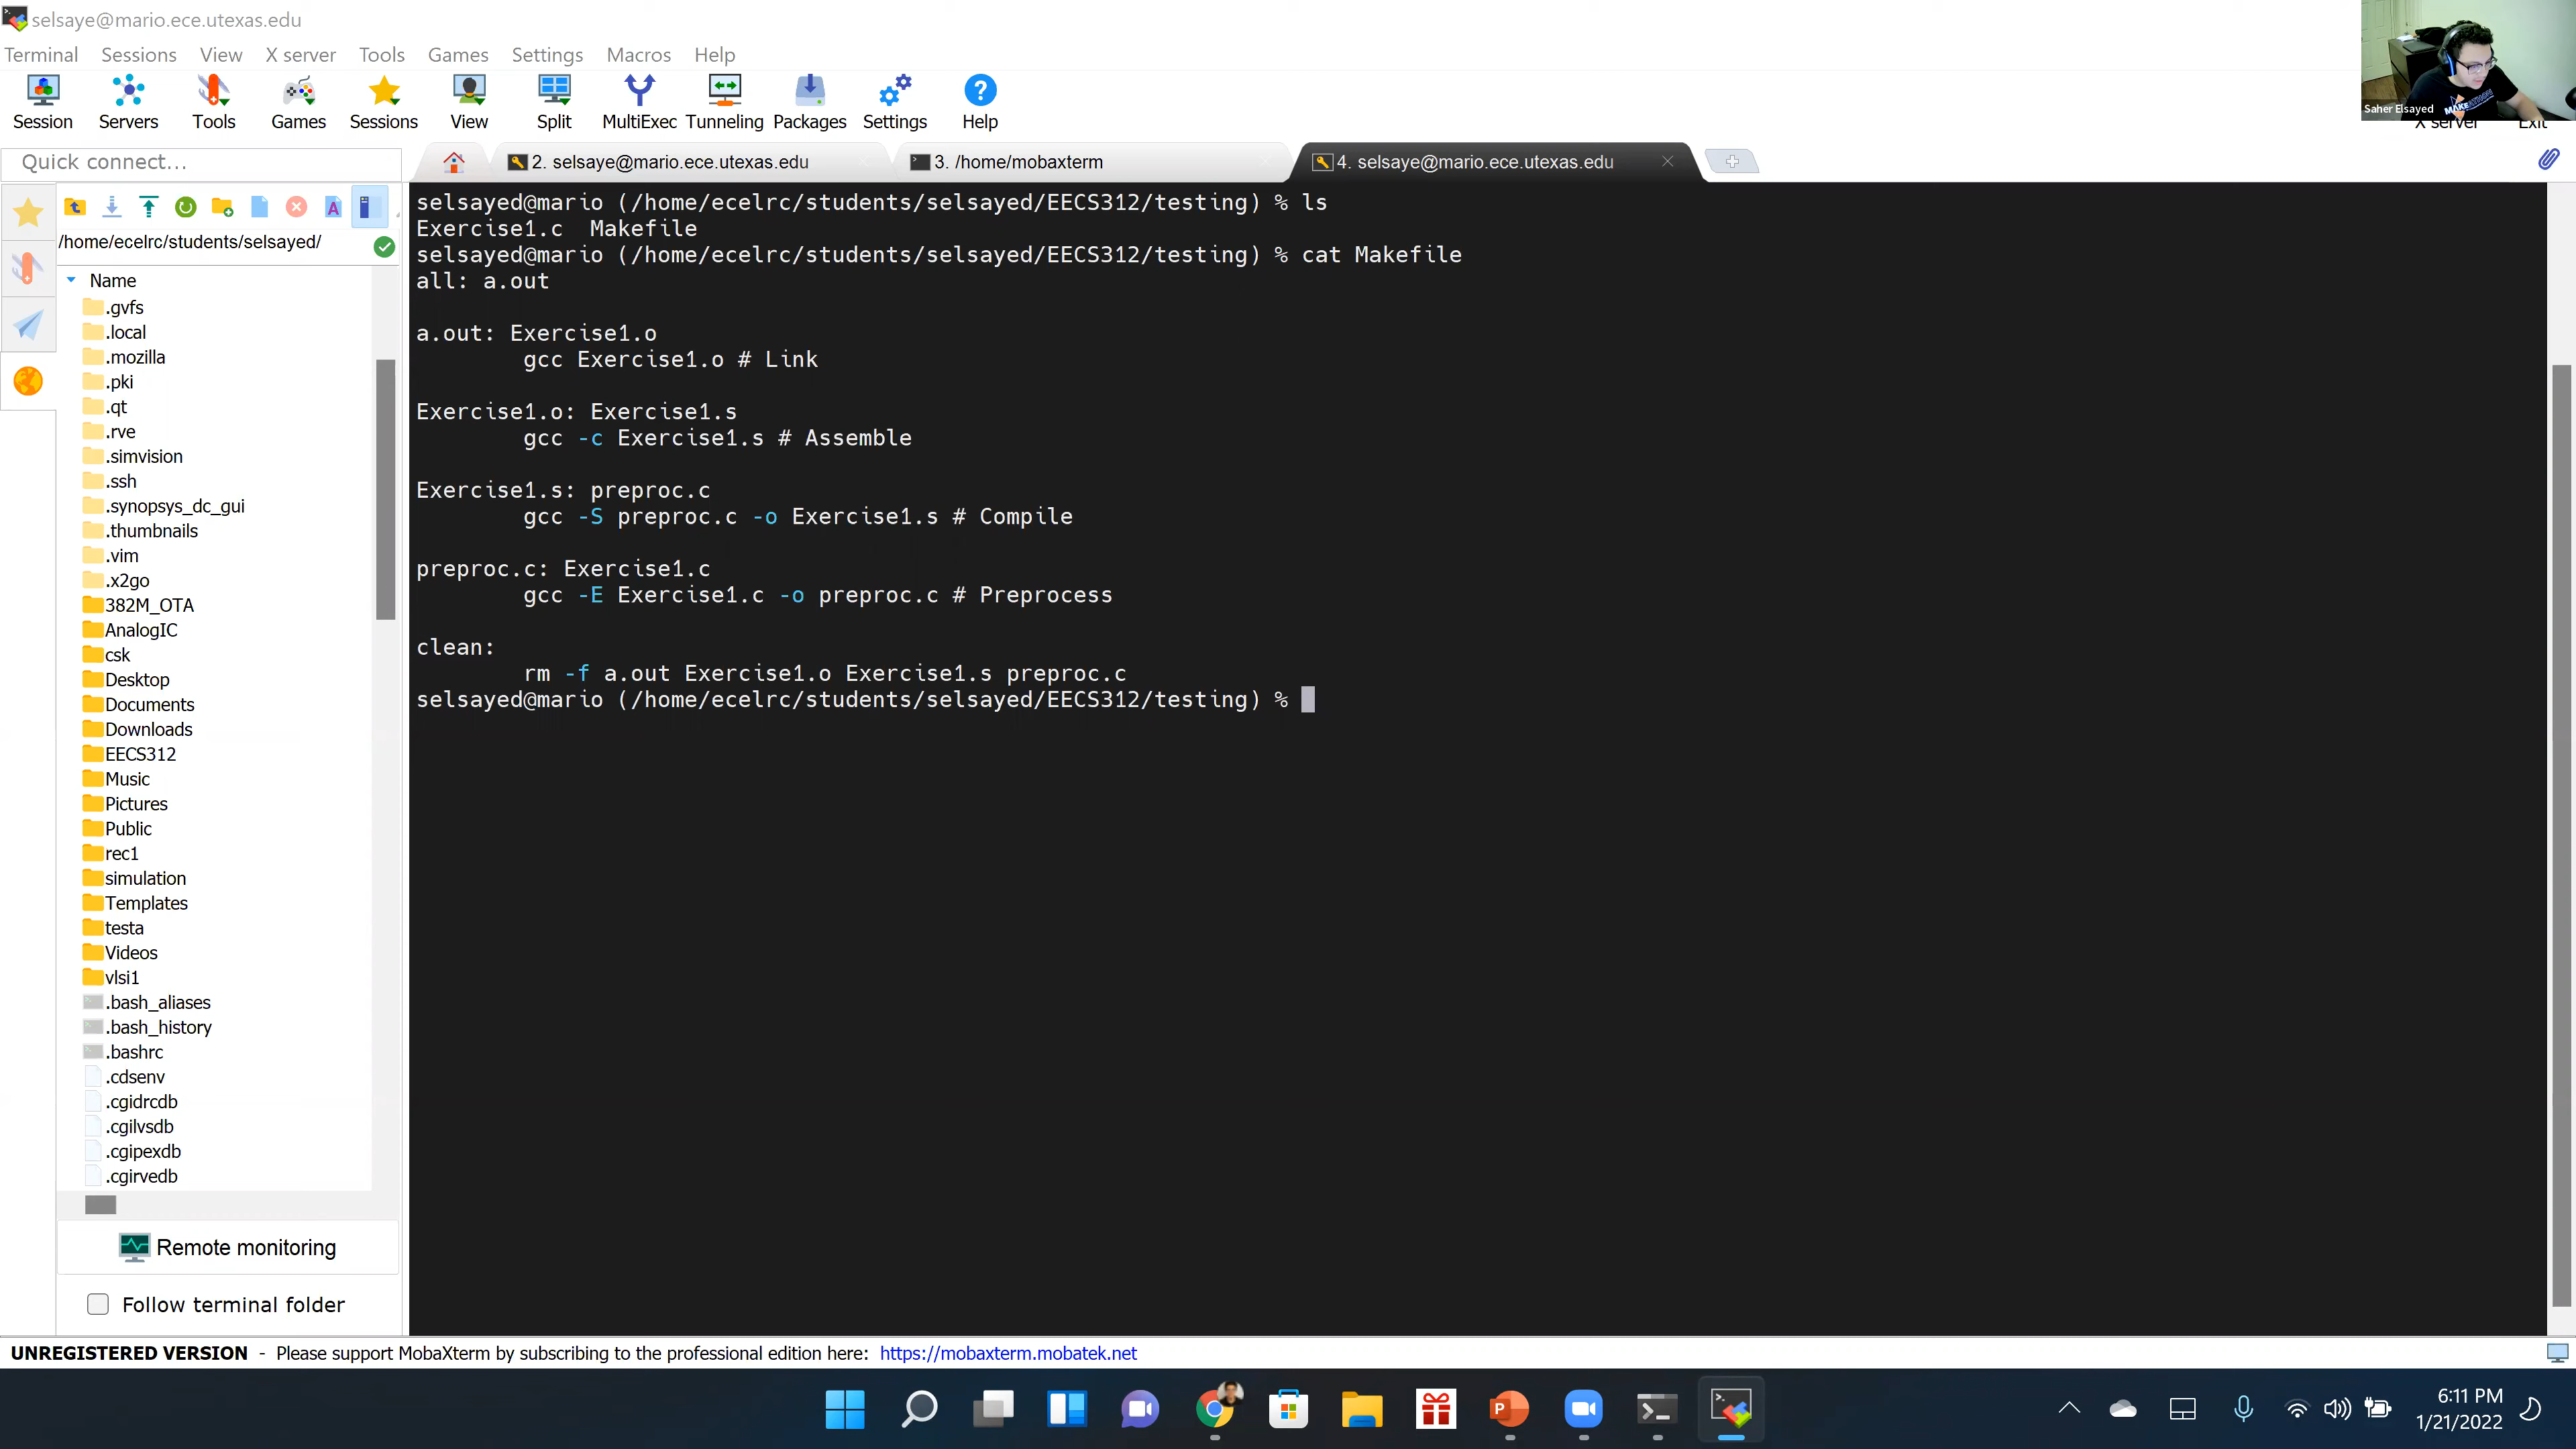 selsaye@mario.ece.utexas.edu
Terminal Sessions View X server Tools Games Settings Macros Help
Session Servers Tools Games Sessions View Split MultiExec Tunneling Packages Settings Help
Saher Elsayed
X server Exit
Quick connect...
2. selsaye@mario.ece.utexas.edu
3. /home/mobaxterm
4. selsaye@mario.ece.utexas.edu
/home/ecelrc/students/selsayed/
Name
.gvfs
.local
.mozilla
.pki
.qt
.rve
.simvision
.ssh
.synopsys_dc_gui
.thumbnails
.vim
.x2go
382M_OTA
AnalogIC
csk
Desktop
Documents
Downloads
EECS312
Music
Pictures
Public
rec1
simulation
Templates
testa
Videos
vlsi1
.bash_aliases
.bash_history
.bashrc
.cdsenv
.cgidrcdb
.cgilvsdb
.cgipexdb
.cgirvedb
Remote monitoring
Follow terminal folder
selsayed@mario (/home/ecelrc/students/selsayed/EECS312/testing) % ls
Exercise1.c Makefile
selsayed@mario (/home/ecelrc/students/selsayed/EECS312/testing) % cat Makefile
all: a.out
a.out: Exercise1.o
gcc Exercise1.o # Link
Exercise1.o: Exercise1.s
gcc -c Exercise1.s # Assemble
Exercise1.s: preproc.c
gcc -S preproc.c -o Exercise1.s # Compile
preproc.c: Exercise1.c
gcc -E Exercise1.c -o preproc.c # Preprocess
clean:
rm -f a.out Exercise1.o Exercise1.s preproc.c
selsayed@mario (/home/ecelrc/students/selsayed/EECS312/testing) %
UNREGISTERED VERSION - Please support MobaXterm by subscribing to the professional edition here: https://mobaxterm.mobatek.net
6:11 PM
1/21/2022